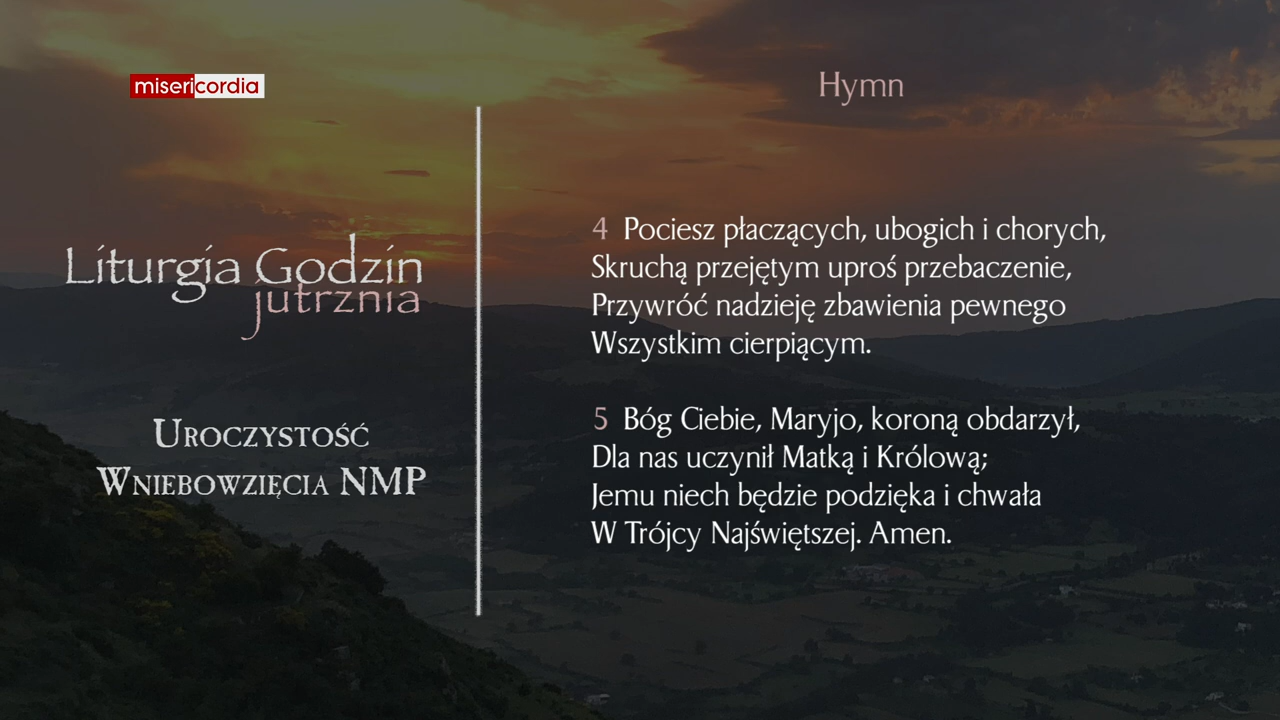 misericordia
Liturgia Godzin
jutrznia
Uroczystość
Wniebowzięcia NMP
Hymn
4 Pociesz płaczących, ubogich i chorych,
Skruchą przejętym uproś przebaczenie,
Przywróć nadzieję zbawienia pewnego
Wszystkim cierpiącym.
5 Bóg Ciebie, Maryjo, koroną obdarzył,
Dla nas uczynił Matką i Królową;
Jemu niech będzie podzięka i chwała
W Trójcy Najświętszej. Amen.